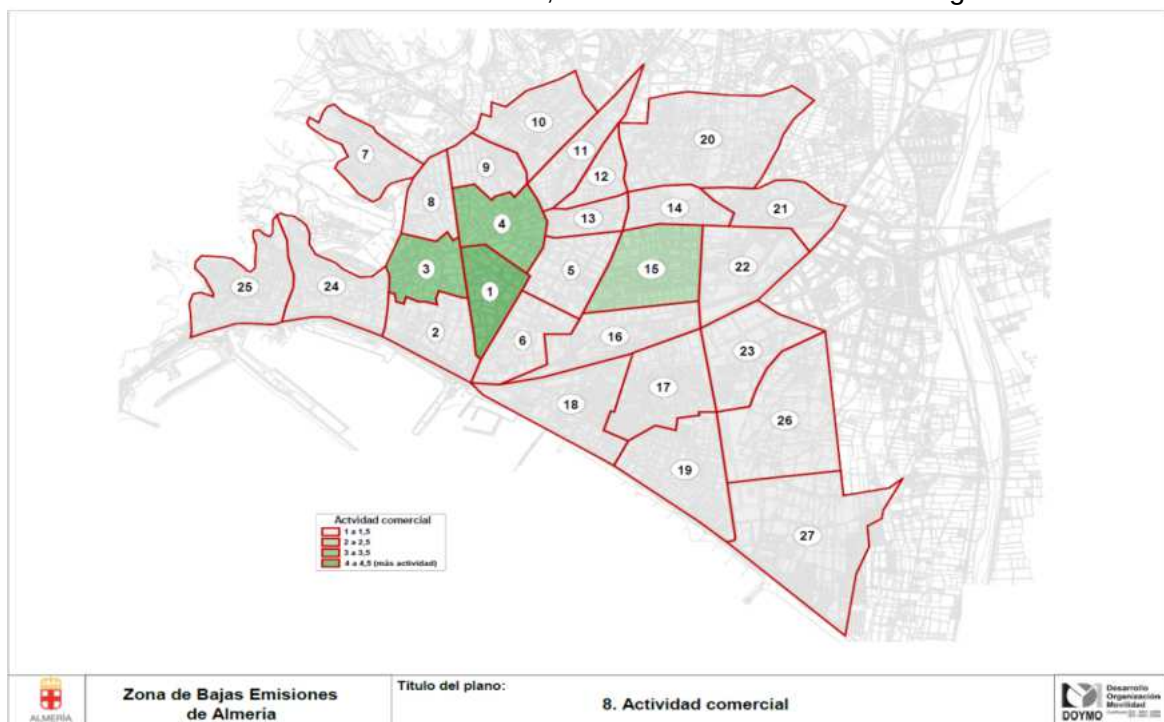 10
7
9
11
20
12
8
4
13
14
21
3
5
15
22
25
24
1
2
6
16
23
17
18
26
19
27
Actvidad comercial
1 a 1,5
2 a 2,5
3 a 3,5
4 a 4,5 (más actividad)
ALMERÍA
Zona de Bajas Emisiones
de Almería
Título del plano:
8. Actividad comercial
DOYMO
Desarrollo
Organización
Movilidad